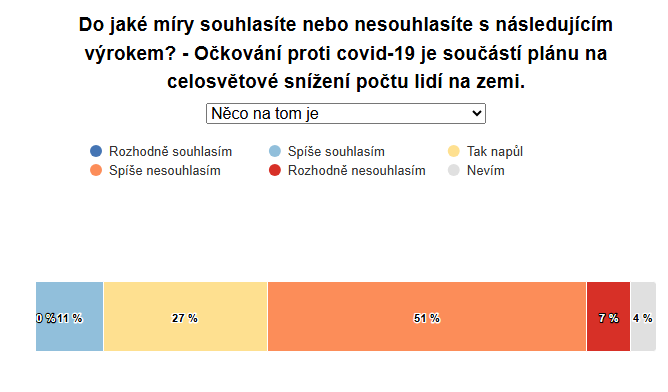 Do jaké míry souhlasíte nebo nesouhlasíte s následujícím
výrokem? - Očkování proti covid-19 je součástí plánu na
celosvětové snížení počtu lidí na zemi.
Něco na tom je
Rozhodně souhlasím Spíše souhlasím Tak napůl
Spíše nesouhlasím Rozhodně nesouhlasím Nevím
0 % 11 % 27 % 51 % 7 % 4 %